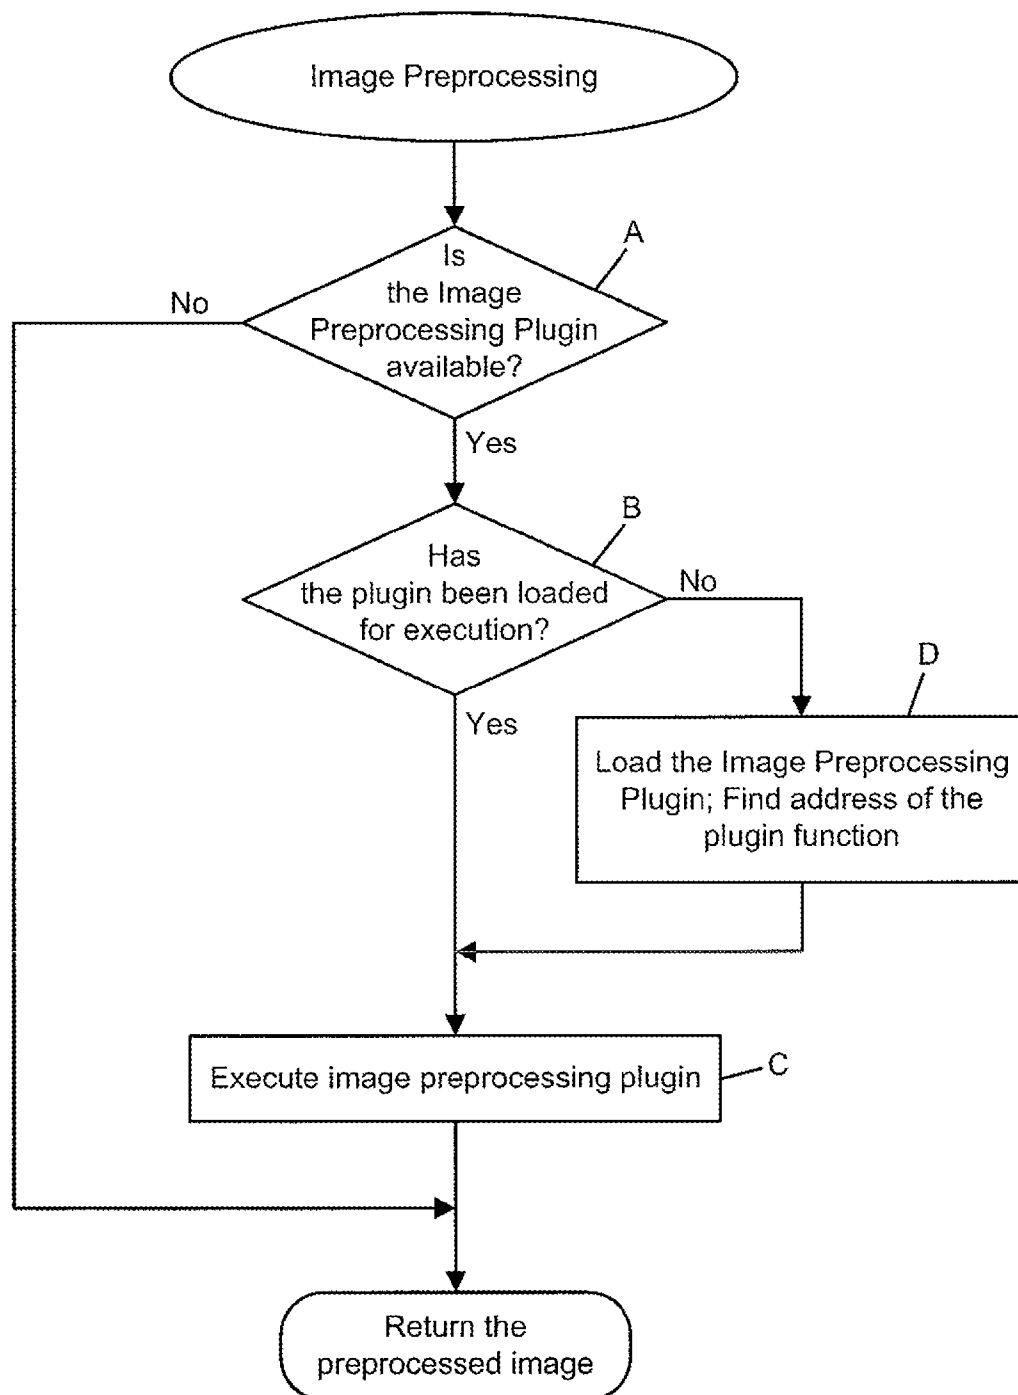 Image Preprocessing
A
Is
the Image
Preprocessing Plugin
available?
No
Yes
B
Has
the plugin been loaded
for execution?
No
Yes
D
Load the Image Preprocessing
Plugin; Find address of the
plugin function
Execute image preprocessing plugin
C
Return the
preprocessed image